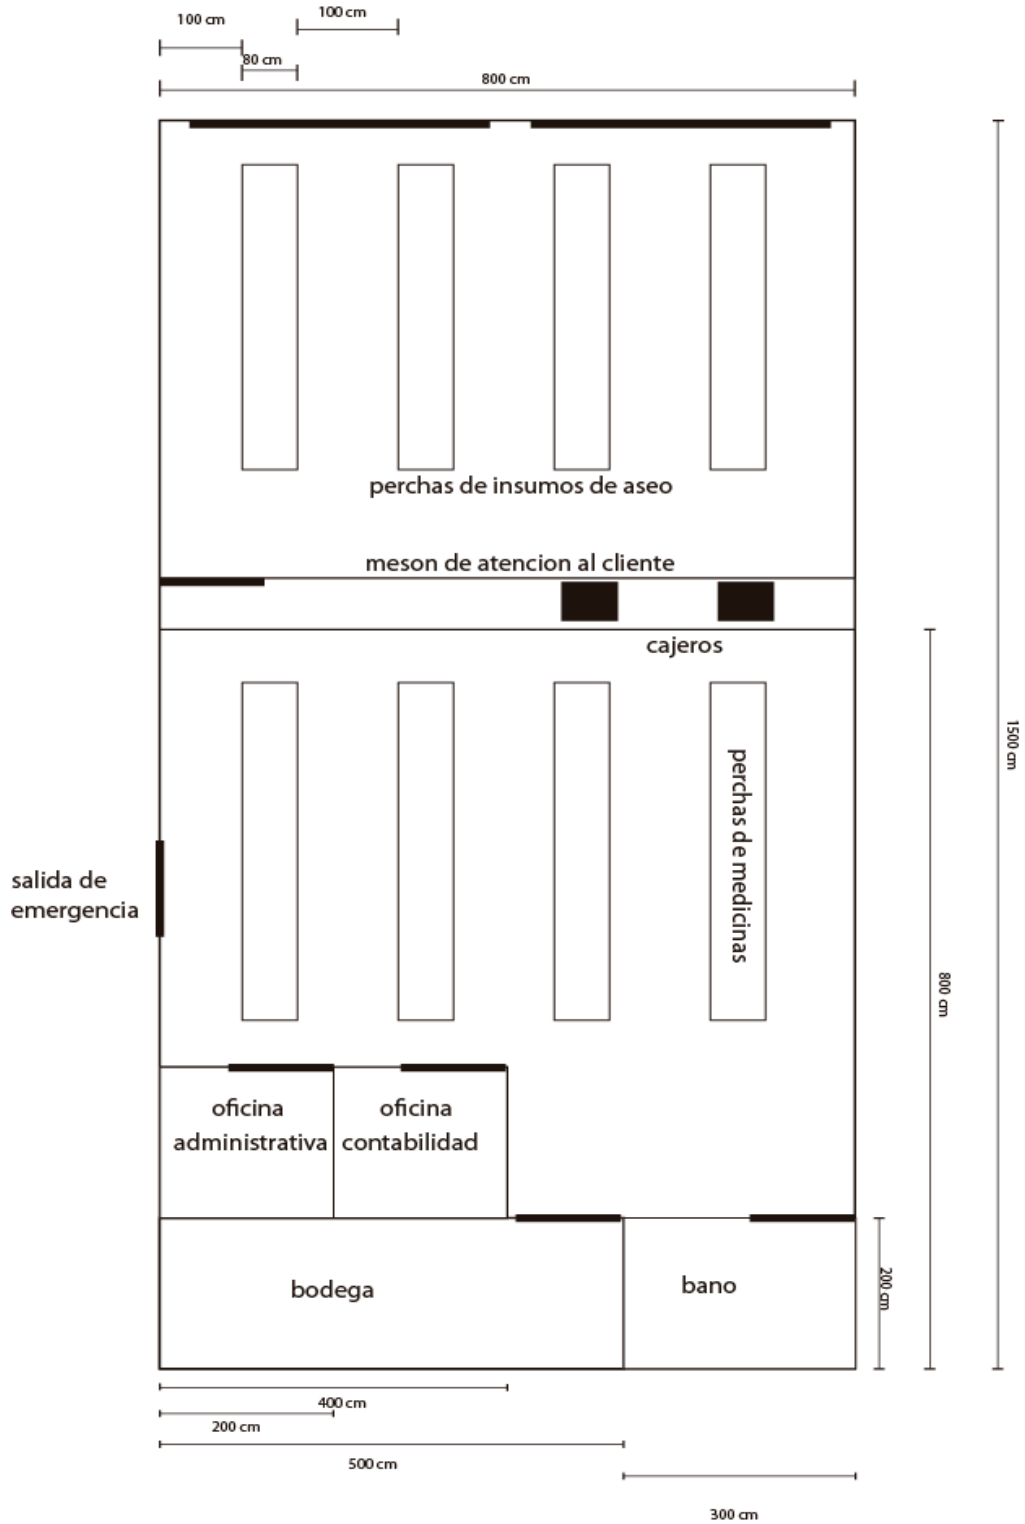 100 cm
100 cm
80 cm
800 cm
perchas de insumos de aseo
meson de atencion al cliente
cajeros
perchas de medicinas
1500 cm
salida de
emergencia
800 cm
oficina
administrativa
oficina
contabilidad
bodega
bano
200 cm
400 cm
200 cm
500 cm
300 cm